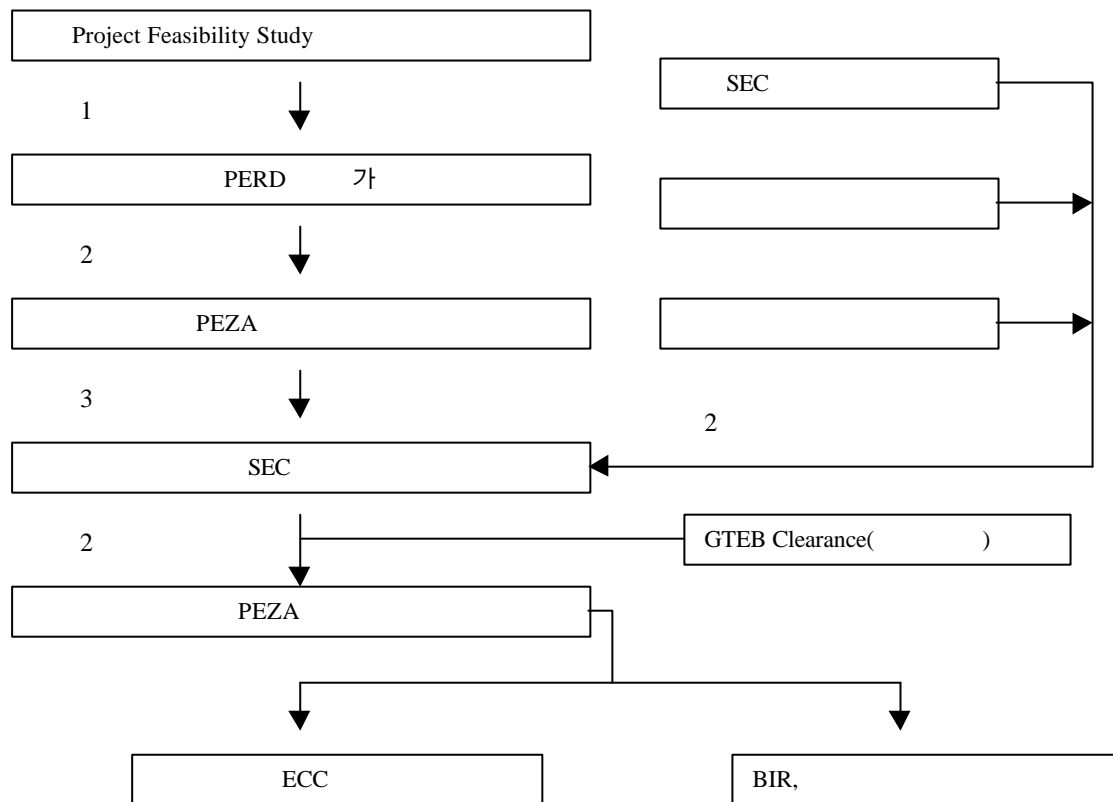 Project Feasibility Study
SEC
1
PERD 가
2
PEZA
3
2
SEC
2
GTEB Clearance( )
PEZA
ECC
BIR,